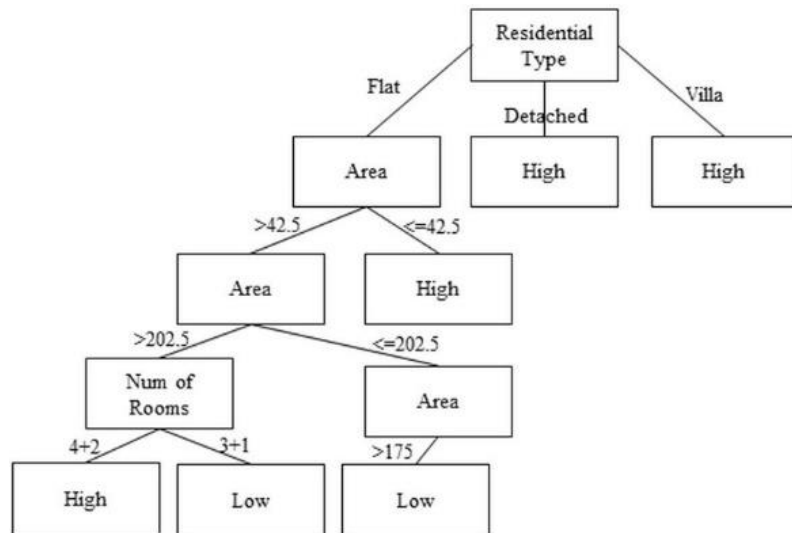 Residential
Type
Flat
Detached
Villa
Area
High
High
>42.5
<=42.5
Area
High
>202.5
<=202.5
Num of
Rooms
Area
4+2
3+1
>175
High
Low
Low